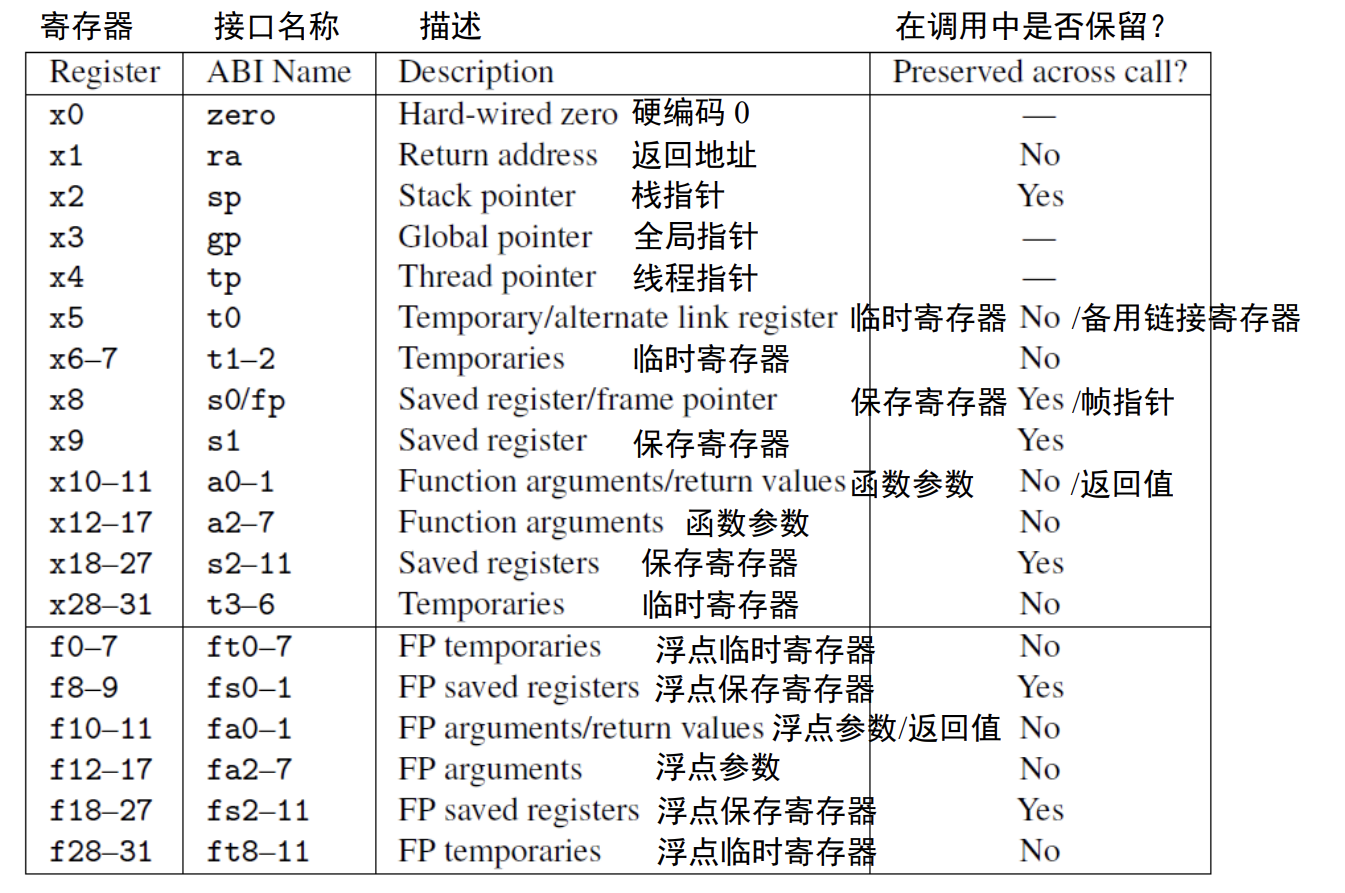 寄存器 接口名称 描述 在调用中是否保留？
Register ABI Name Description Preserved across call?
x0 zero Hard-wired zero 硬编码 0 —
x1 ra Return address 返回地址 No
x2 sp Stack pointer 栈指针 Yes
x3 gp Global pointer 全局指针 —
x4 tp Thread pointer 线程指针 —
x5 t0 Temporary/alternate link register 临时寄存器 No /备用链接寄存器
x6–7 t1–2 Temporaries 临时寄存器 No
x8 s0/fp Saved register/frame pointer 保存寄存器 Yes /帧指针
x9 s1 Saved register 保存寄存器 Yes
x10–11 a0–1 Function arguments/return values 函数参数 No /返回值
x12–17 a2–7 Function arguments 函数参数 No
x18–27 s2–11 Saved registers 保存寄存器 Yes
x28–31 t3–6 Temporaries 临时寄存器 No
f0–7 ft0–7 FP temporaries 浮点临时寄存器 No
f8–9 fs0–1 FP saved registers 浮点保存寄存器 Yes
f10–11 fa0–1 FP arguments/return values 浮点参数/返回值 No
f12–17 fa2–7 FP arguments 浮点参数 No
f18–27 fs2–11 FP saved registers 浮点保存寄存器 Yes
f28–31 ft8–11 FP temporaries 浮点临时寄存器 No